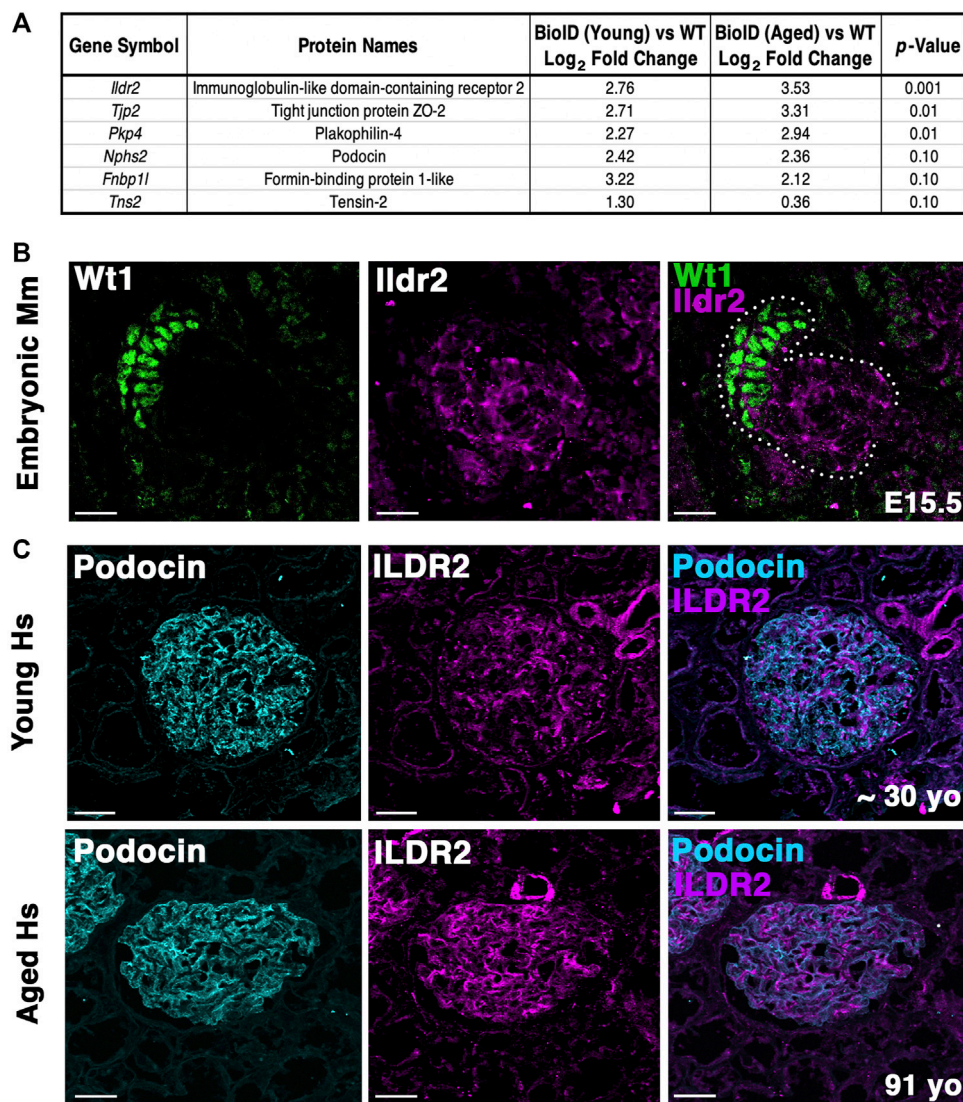 A
Gene Symbol Protein Names BioID (Young) vs WT Log₂ Fold Change BioID (Aged) vs WT Log₂ Fold Change p-Value
Ildr2 Immunoglobulin-like domain-containing receptor 2 2.76 3.53 0.001
Tjp2 Tight junction protein ZO-2 2.71 3.31 0.01
Pkp4 Plakophilin-4 2.27 2.94 0.01
Nphs2 Podocin 2.42 2.36 0.10
Fnbp1l Formin-binding protein 1-like 3.22 2.12 0.10
Tns2 Tensin-2 1.30 0.36 0.10
B
Embryonic Mm
Wt1
Ildr2
Wt1
Ildr2
E15.5
C
Young Hs
Podocin
ILDR2
Podocin
ILDR2
~ 30 yo
Aged Hs
Podocin
ILDR2
Podocin
ILDR2
91 yo